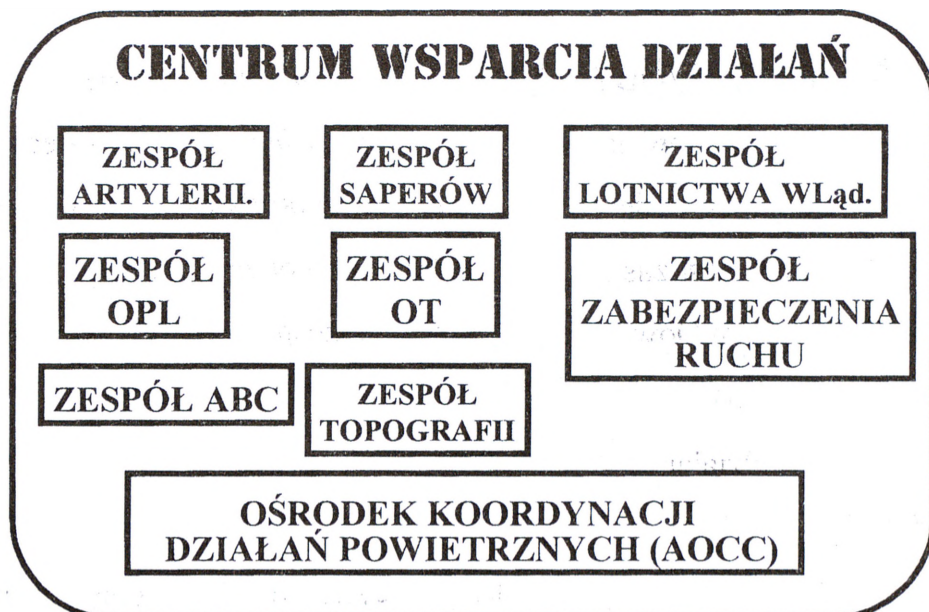 CENTRUM WSPARCIA DZIAŁAŃ
ZESPÓŁ
ARTYLERII.
ZESPÓŁ
SAPERÓW
ZESPÓŁ
LOTNICTWA WLąd.
ZESPÓŁ
OPL
ZESPÓŁ
OT
ZESPÓŁ
ZABEZPIECZENIA
RUCHU
ZESPÓŁ ABC
ZESPÓŁ
TOPOGRAFII
OŚRODEK KOORDYNACJI
DZIAŁAŃ POWIETRZNYCH (AOCC)